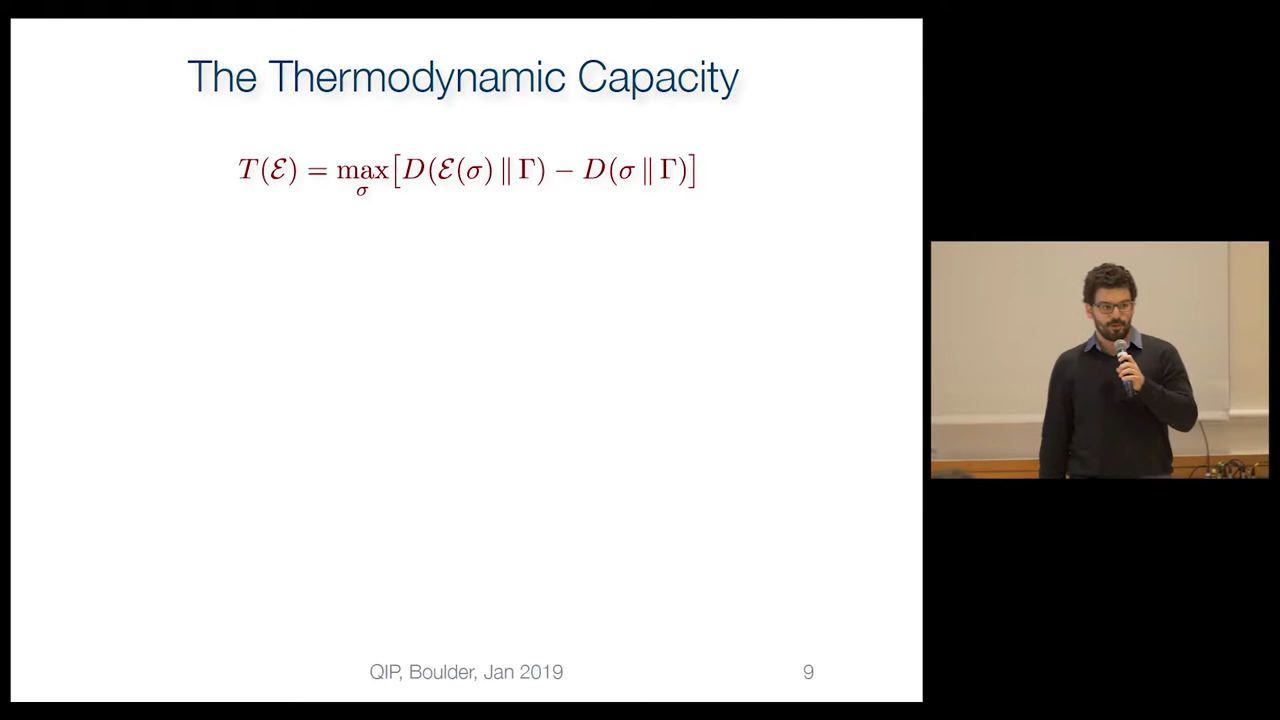 The Thermodynamic Capacity
T(ℰ) = max_σ [D(ℰ(σ) ∥ Γ) − D(σ ∥ Γ)]
QIP, Boulder, Jan 2019
9